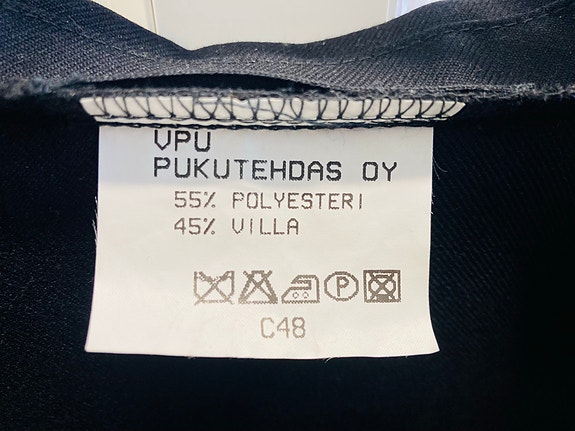 VPU
PUKUTEHDAS OY
55% POLYESTERI
45% VILLA
P
C48